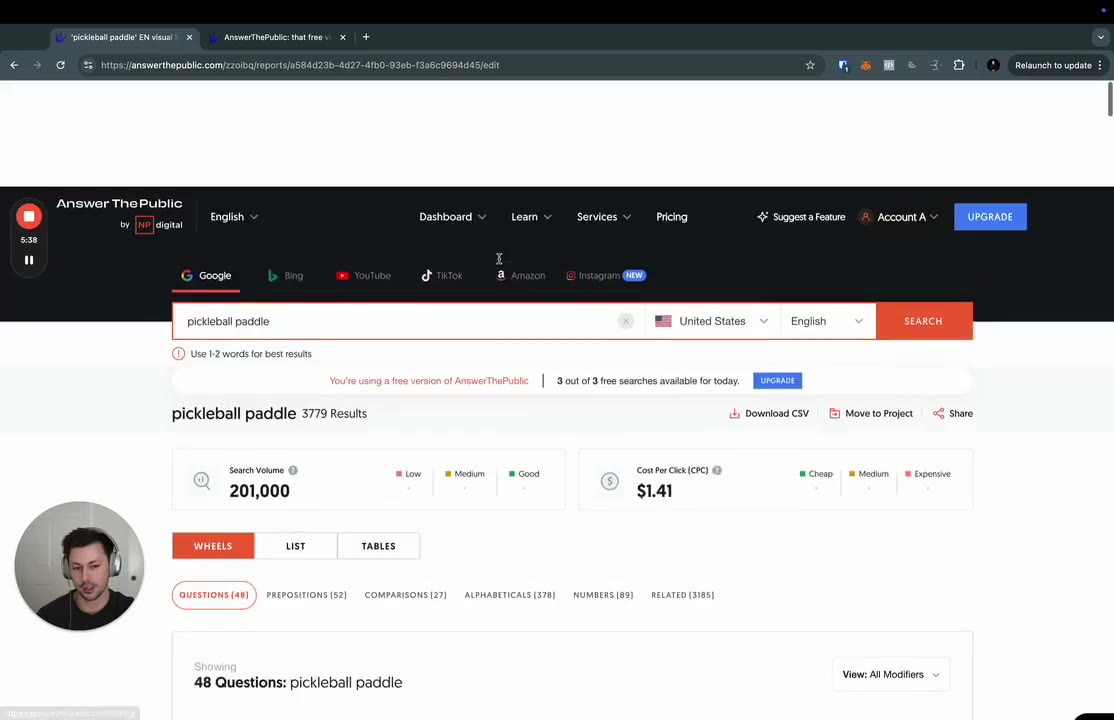 'pickleball paddle' EN visual
AnswerThePublic: that free vi
https://answerthepublic.com/zzoibq/reports/a584d23b-4d27-4fb0-93eb-f3a6c9694d45/edit
Relaunch to update
AnswerThePublic
by NP digital
English
Dashboard
Learn
Services
Pricing
Suggest a Feature
Account A
UPGRADE
5:38
Google
Bing
YouTube
TikTok
Amazon
Instagram NEW
pickleball paddle
United States
English
SEARCH
Use 1-2 words for best results
You're using a free version of AnswerThePublic
3 out of 3 free searches available for today.
UPGRADE
pickleball paddle 3779 Results
Download CSV
Move to Project
Share
Search Volume ?
201,000
Low
Medium
Good
- - -
Cost Per Click (CPC) ?
$1.41
Cheap
Medium
Expensive
- - -
WHEELS
LIST
TABLES
QUESTIONS (48)
PREPOSITIONS (52)
COMPARISONS (27)
ALPHABETICALS (378)
NUMBERS (89)
RELATED (3185)
Showing
48 Questions: pickleball paddle
View: All Modifiers